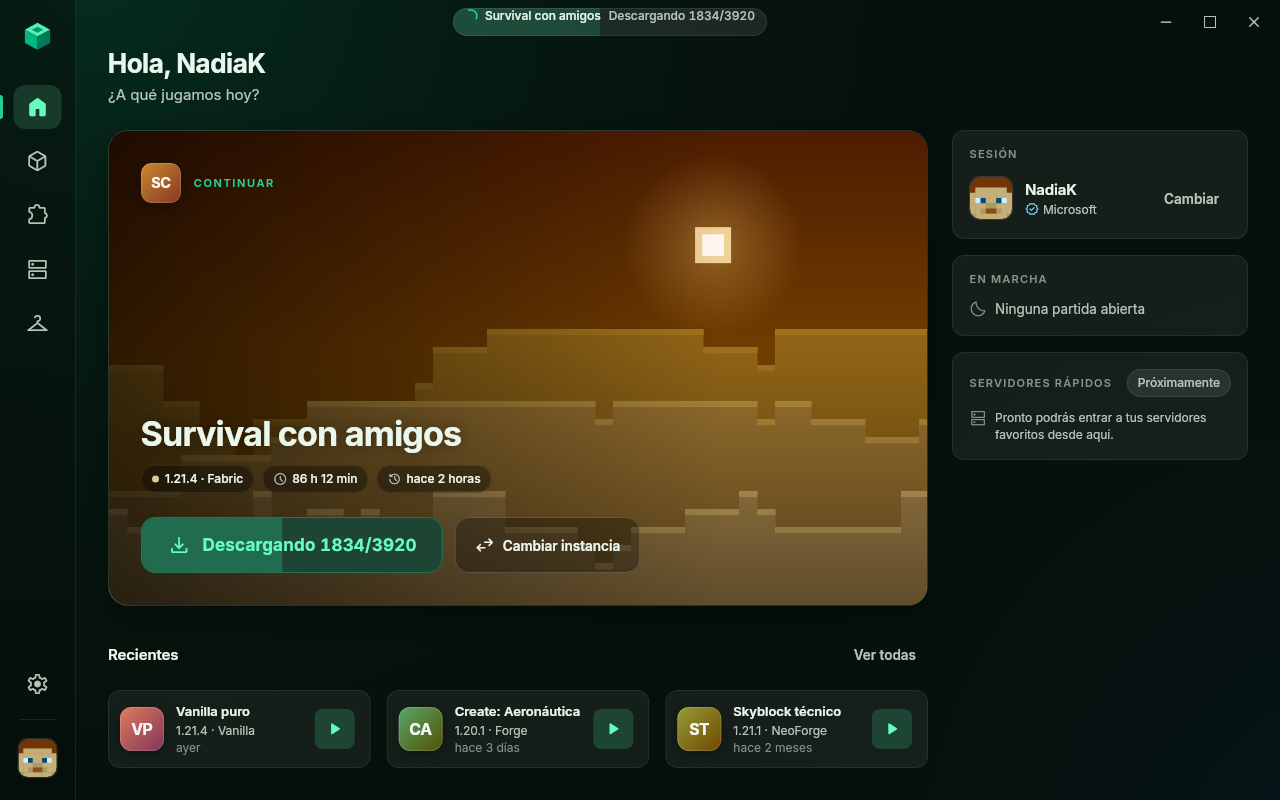 Survival con amigos Descargando 1834/3920
Hola, NadiaK
¿A qué jugamos hoy?
SC CONTINUAR
Survival con amigos
1.21.4 · Fabric
86 h 12 min
hace 2 horas
Descargando 1834/3920
Cambiar instancia
SESIÓN
NadiaK
Microsoft
Cambiar
EN MARCHA
Ninguna partida abierta
SERVIDORES RÁPIDOS
Próximamente
Pronto podrás entrar a tus servidores
favoritos desde aquí.
Recientes
Ver todas
VP
Vanilla puro
1.21.4 · Vanilla
ayer
CA
Create: Aeronáutica
1.20.1 · Forge
hace 3 días
ST
Skyblock técnico
1.21.1 · NeoForge
hace 2 meses